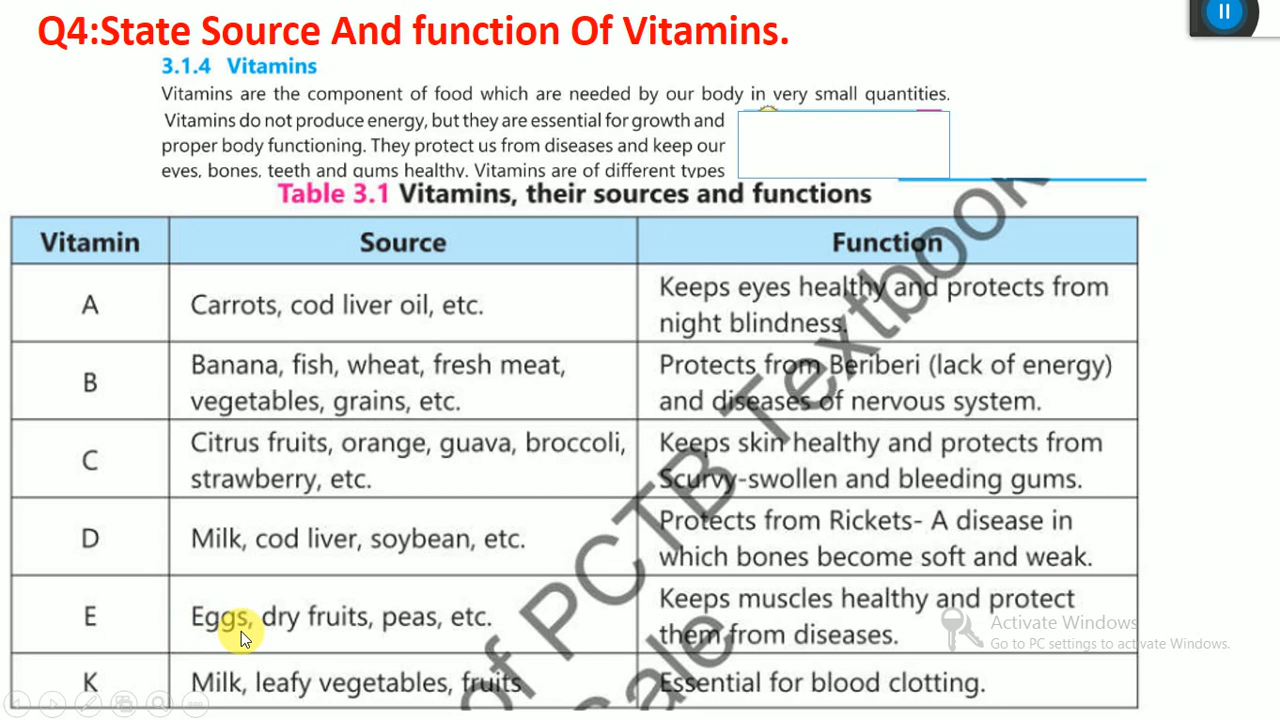 Q4:State Source And function Of Vitamins.
3.1.4 Vitamins
Vitamins are the component of food which are needed by our body in very small quantities.
Vitamins do not produce energy, but they are essential for growth and
proper body functioning. They protect us from diseases and keep our
eyes, bones, teeth and gums healthy. Vitamins are of different types
Table 3.1 Vitamins, their sources and functions
Vitamin Source Function
A Carrots, cod liver oil, etc. Keeps eyes healthy and protects from
night blindness.
B Banana, fish, wheat, fresh meat, Protects from Beriberi (lack of energy)
vegetables, grains, etc. and diseases of nervous system.
C Citrus fruits, orange, guava, broccoli, Keeps skin healthy and protects from
strawberry, etc. Scurvy-swollen and bleeding gums.
D Milk, cod liver, soybean, etc. Protects from Rickets- A disease in
which bones become soft and weak.
E Eggs, dry fruits, peas, etc. Keeps muscles healthy and protect
them from diseases.
K Milk, leafy vegetables, fruits Essential for blood clotting.
of PCTB Textbook
sale
Activate Windows
Go to PC settings to activate Windows.